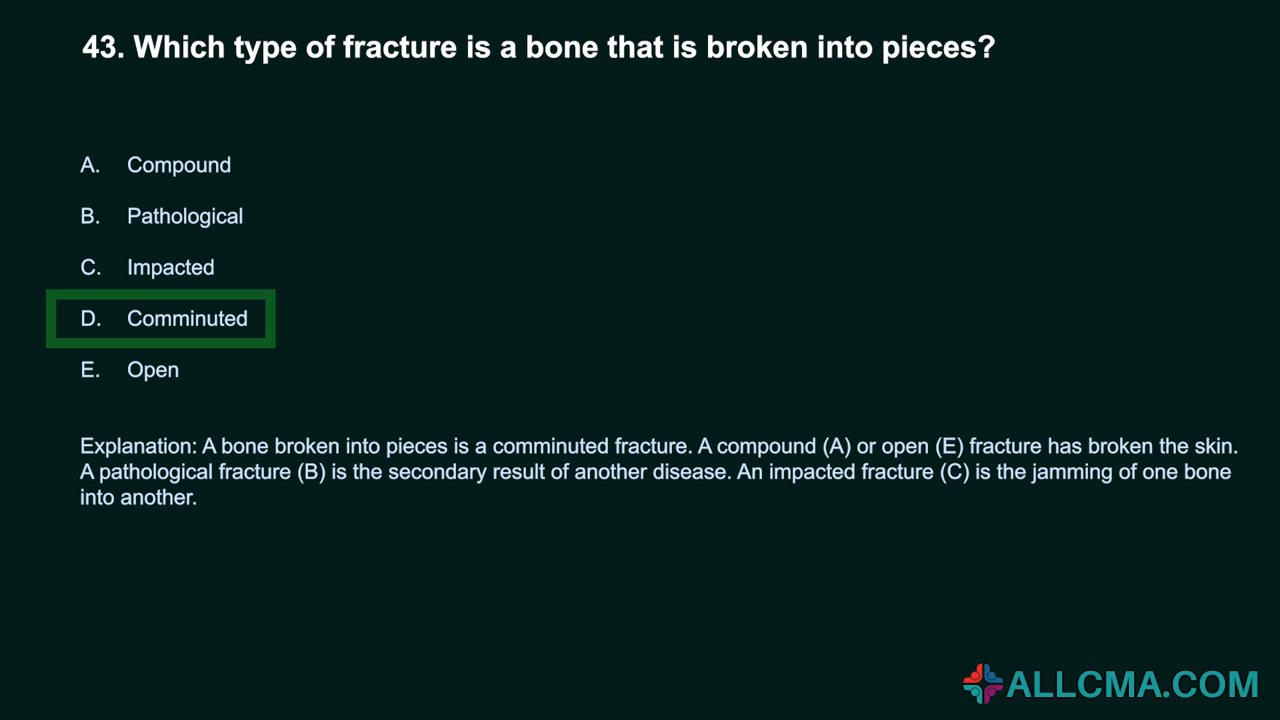 43. Which type of fracture is a bone that is broken into pieces?
A. Compound
B. Pathological
C. Impacted
D. Comminuted
E. Open
Explanation: A bone broken into pieces is a comminuted fracture. A compound (A) or open (E) fracture has broken the skin.
A pathological fracture (B) is the secondary result of another disease. An impacted fracture (C) is the jamming of one bone
into another.
ALLCMA.COM